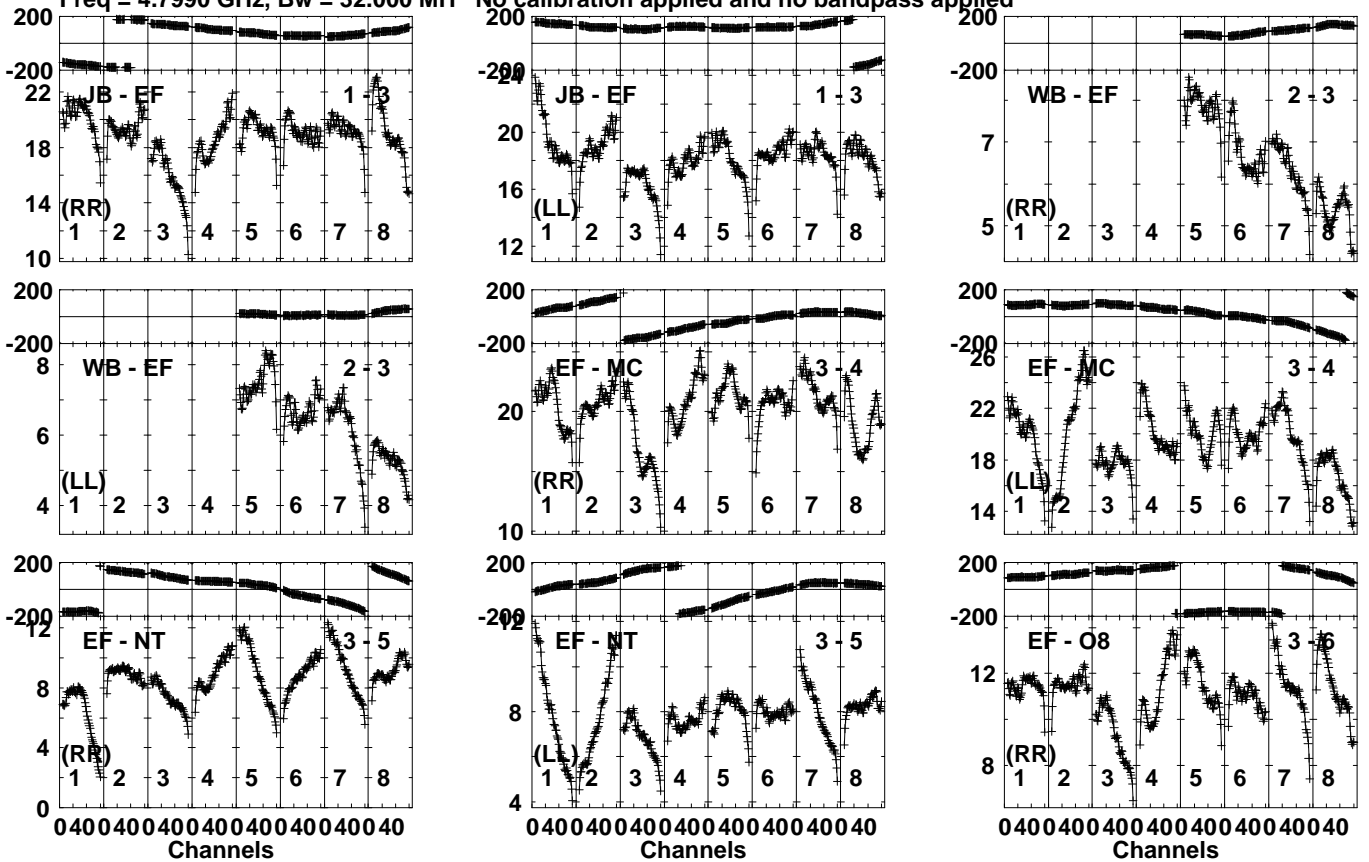 Freq = 4.7990 GHz, Bw = 32.000 MH No calibration applied and no bandpass applied
200
-200
JB - EF 1 - 3
22
18
14
10
(RR)
1 2 3 4 5 6 7 8
-200
24
JB - EF 1 - 3
20
16
12
(LL)
1 2 3 4 5 6 7 8
200
-200
WB - EF 2 - 3
7
5
(RR)
1 2 3 4 5 6 7 8
200
-200
8
WB - EF 2 - 3
6
4
(LL)
1 2 3 4 5 6 7 8
200
-200
EF - MC 3 - 4
20
10
(RR)
1 2 3 4 5 6 7 8
200
-200
26
EF - MC 3 - 4
22
18
14
(LL)
1 2 3 4 5 6 7 8
200
-200
12
EF - NT 3 - 5
8
4
0
(RR)
1 2 3 4 5 6 7 8
200
-200
12
EF - NT 3 - 5
8
4
(LL)
1 2 3 4 5 6 7 8
200
-200
EF - O8 3 - 6
12
8
(RR)
1 2 3 4 5 6 7 8
0 40 0 40 0 40 0 40 0 40 0 40 0 40 0 40
Channels
0 40 0 40 0 40 0 40 0 40 0 40 0 40 0 40
Channels
0 40 0 40 0 40 0 40 0 40 0 40 0 40 0 40
Channels